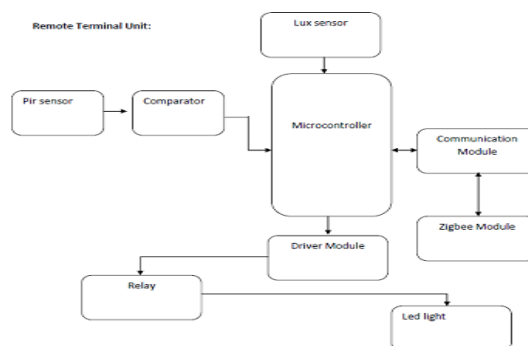 Remote Terminal Unit:
Lux sensor
Pir sensor
Comparator
Microcontroller
Communication
Module
Zigbee Module
Driver Module
Relay
Led light